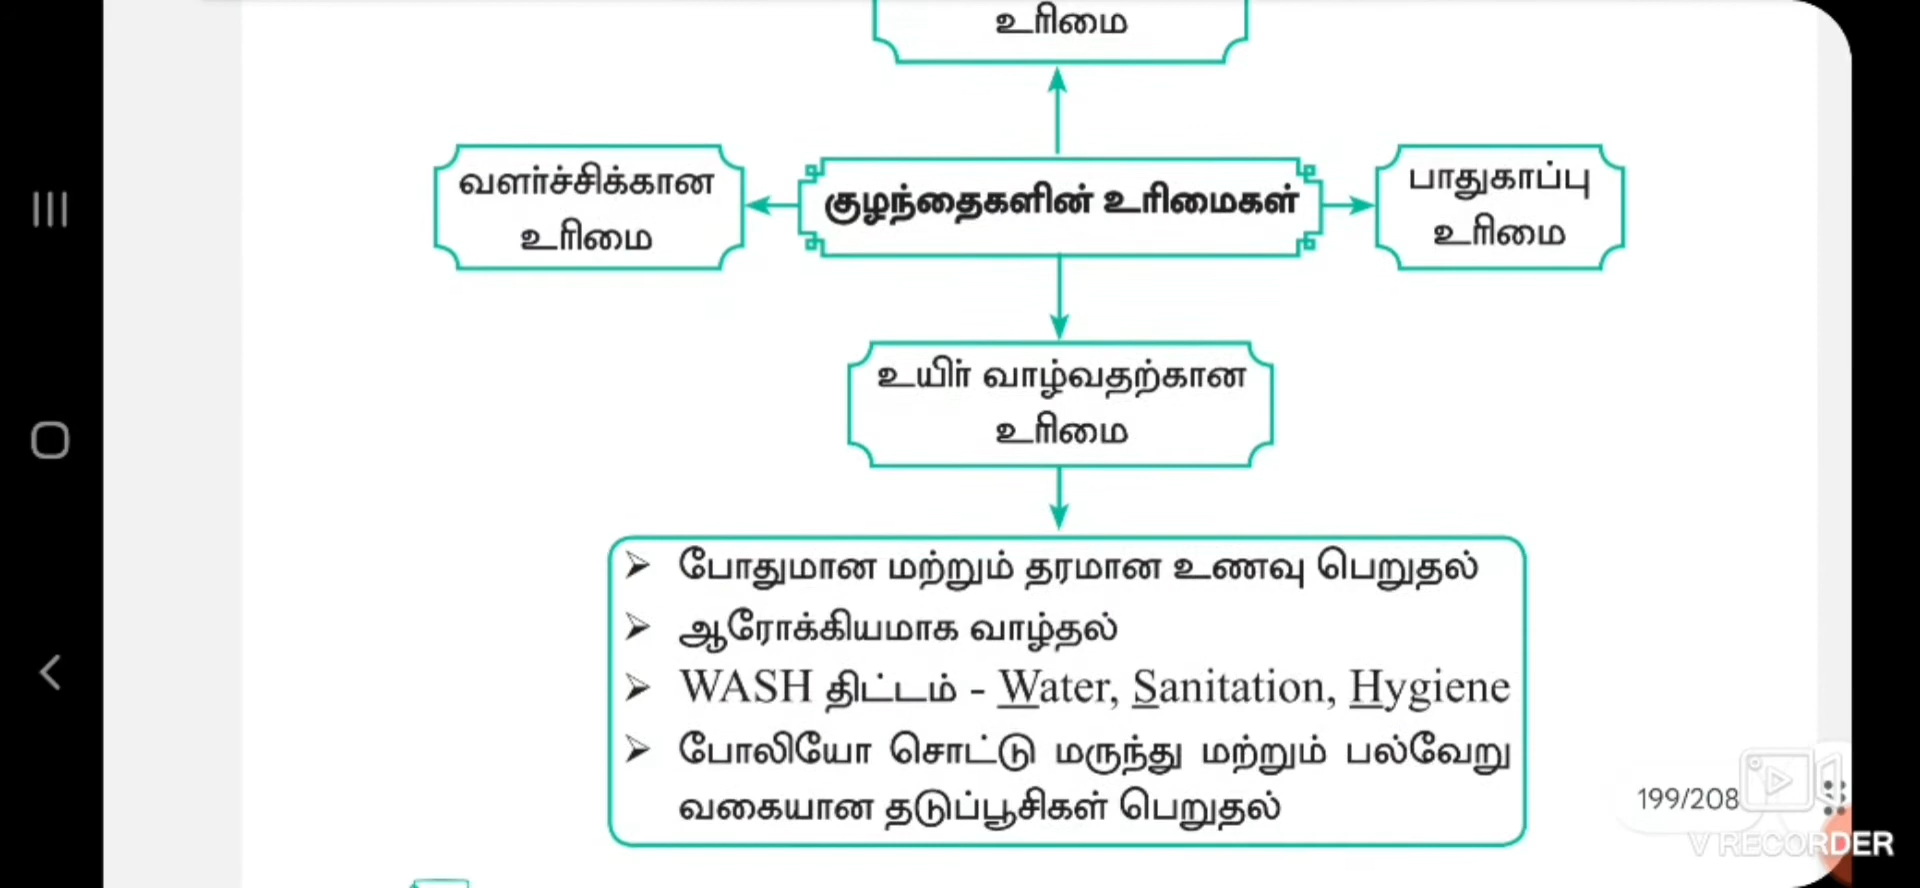 உரிமை
வளர்ச்சிக்கான
உரிமை
குழந்தைகளின் உரிமைகள்
பாதுகாப்பு
உரிமை
உயிர் வாழ்வதற்கான
உரிமை
➢ போதுமான மற்றும் தரமான உணவு பெறுதல்
➢ ஆரோக்கியமாக வாழ்தல்
➢ WASH திட்டம் - Water, Sanitation, Hygiene
➢ போலியோ சொட்டு மருந்து மற்றும் பல்வேறு
வகையான தடுப்பூசிகள் பெறுதல்
199/208
V RECORDER